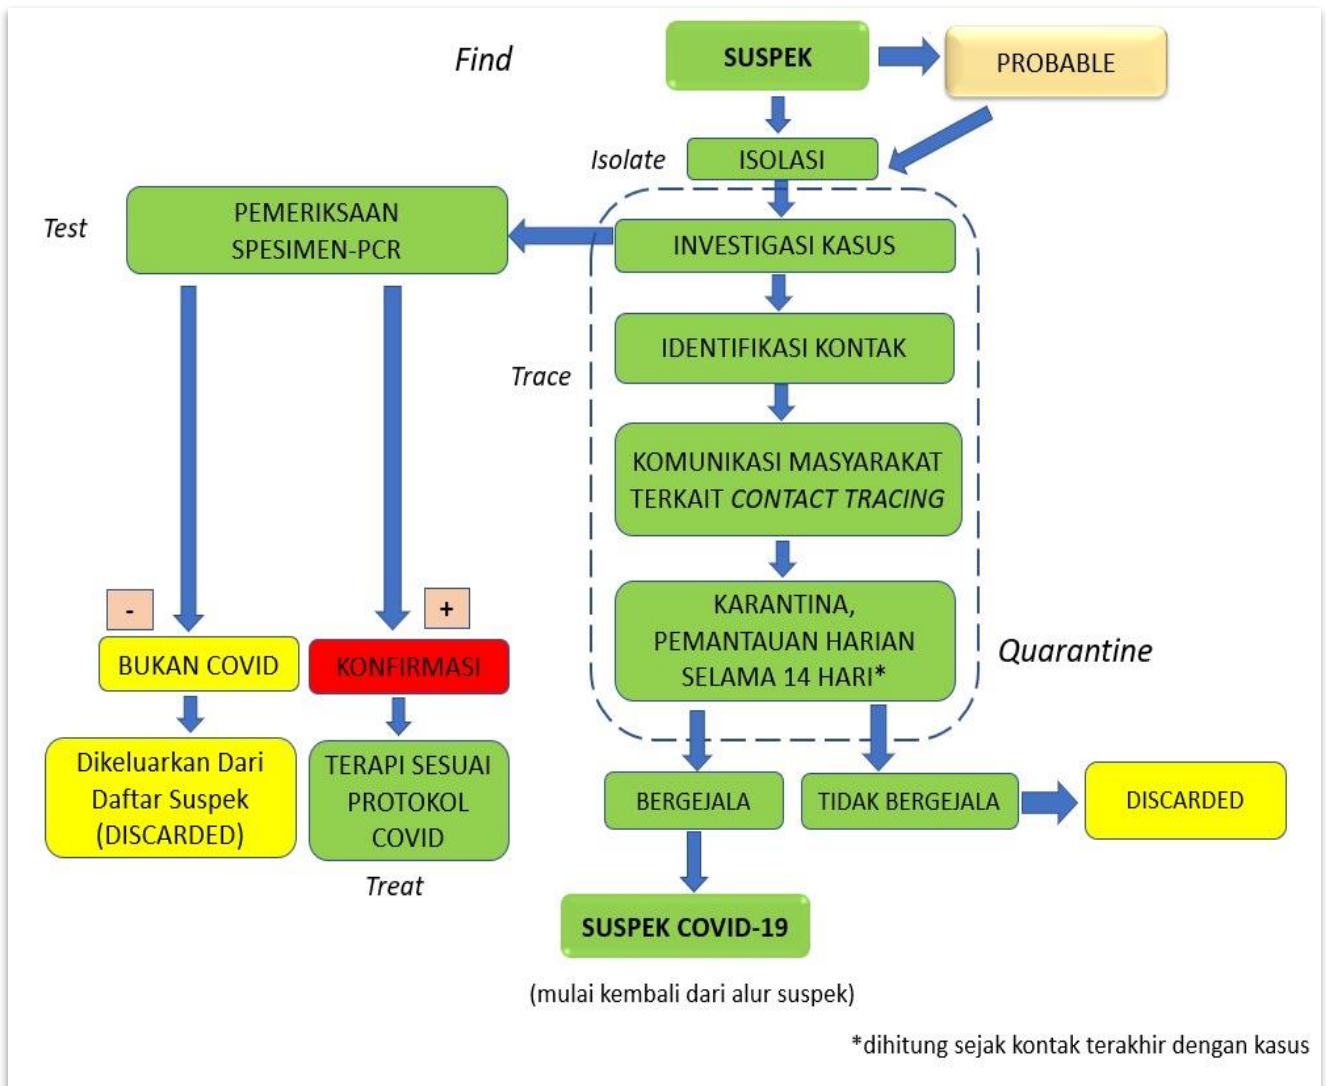 Find
SUSPEK
PROBABLE
Isolate
ISOLASI
Test
PEMERIKSAAN
SPESIMEN-PCR
INVESTIGASI KASUS
IDENTIFIKASI KONTAK
Trace
KOMUNIKASI MASYARAKAT
TERKAIT CONTACT TRACING
-
+
BUKAN COVID
KONFIRMASI
KARANTINA,
PEMANTAUAN HARIAN
SELAMA 14 HARI*
Quarantine
Dikeluarkan Dari
Daftar Suspek
(DISCARDED)
TERAPI SESUAI
PROTOKOL
COVID
Treat
BERGEJALA
TIDAK BERGEJALA
DISCARDED
SUSPEK COVID-19
(mulai kembali dari alur suspek)
*dihitung sejak kontak terakhir dengan kasus